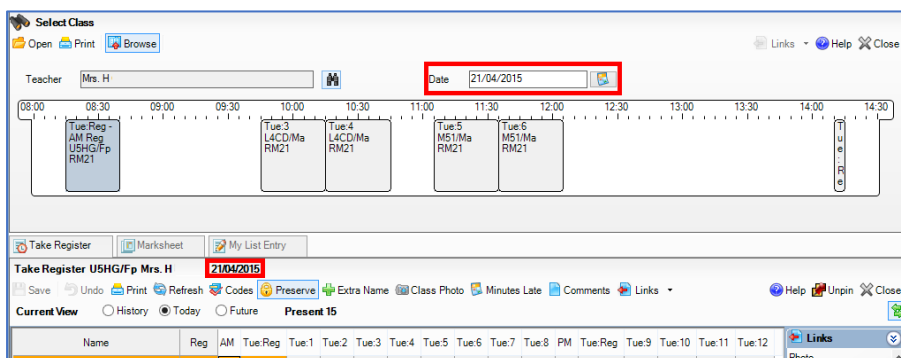 Select Class
Open Print Browse Links Help Close
Teacher Mrs. H Date 21/04/2015
08:00 08:30 09:00 09:30 10:00 10:30 11:00 11:30 12:00 12:30 13:00 13:30 14:00 14:30
Tue:Reg -
AM Reg
U5HG/Fp
RM21
Tue:3
L4CD/Ma
RM21
Tue:4
L4CD/Ma
RM21
Tue:5
M51/Ma
RM21
Tue:6
M51/Ma
RM21
T
u
e
:
R
e
Take Register Marksheet My List Entry
Take Register U5HG/Fp Mrs. H 21/04/2015
Save Undo Print Refresh Codes Preserve Extra Name Class Photo Minutes Late Comments Links Help Unpin Close
Current View History Today Future Present 15
Name Reg AM Tue:Reg Tue:1 Tue:2 Tue:3 Tue:4 Tue:5 Tue:6 Tue:7 Tue:8 PM Tue:Reg Tue:9 Tue:10 Tue:11 Tue:12 Links
Photo